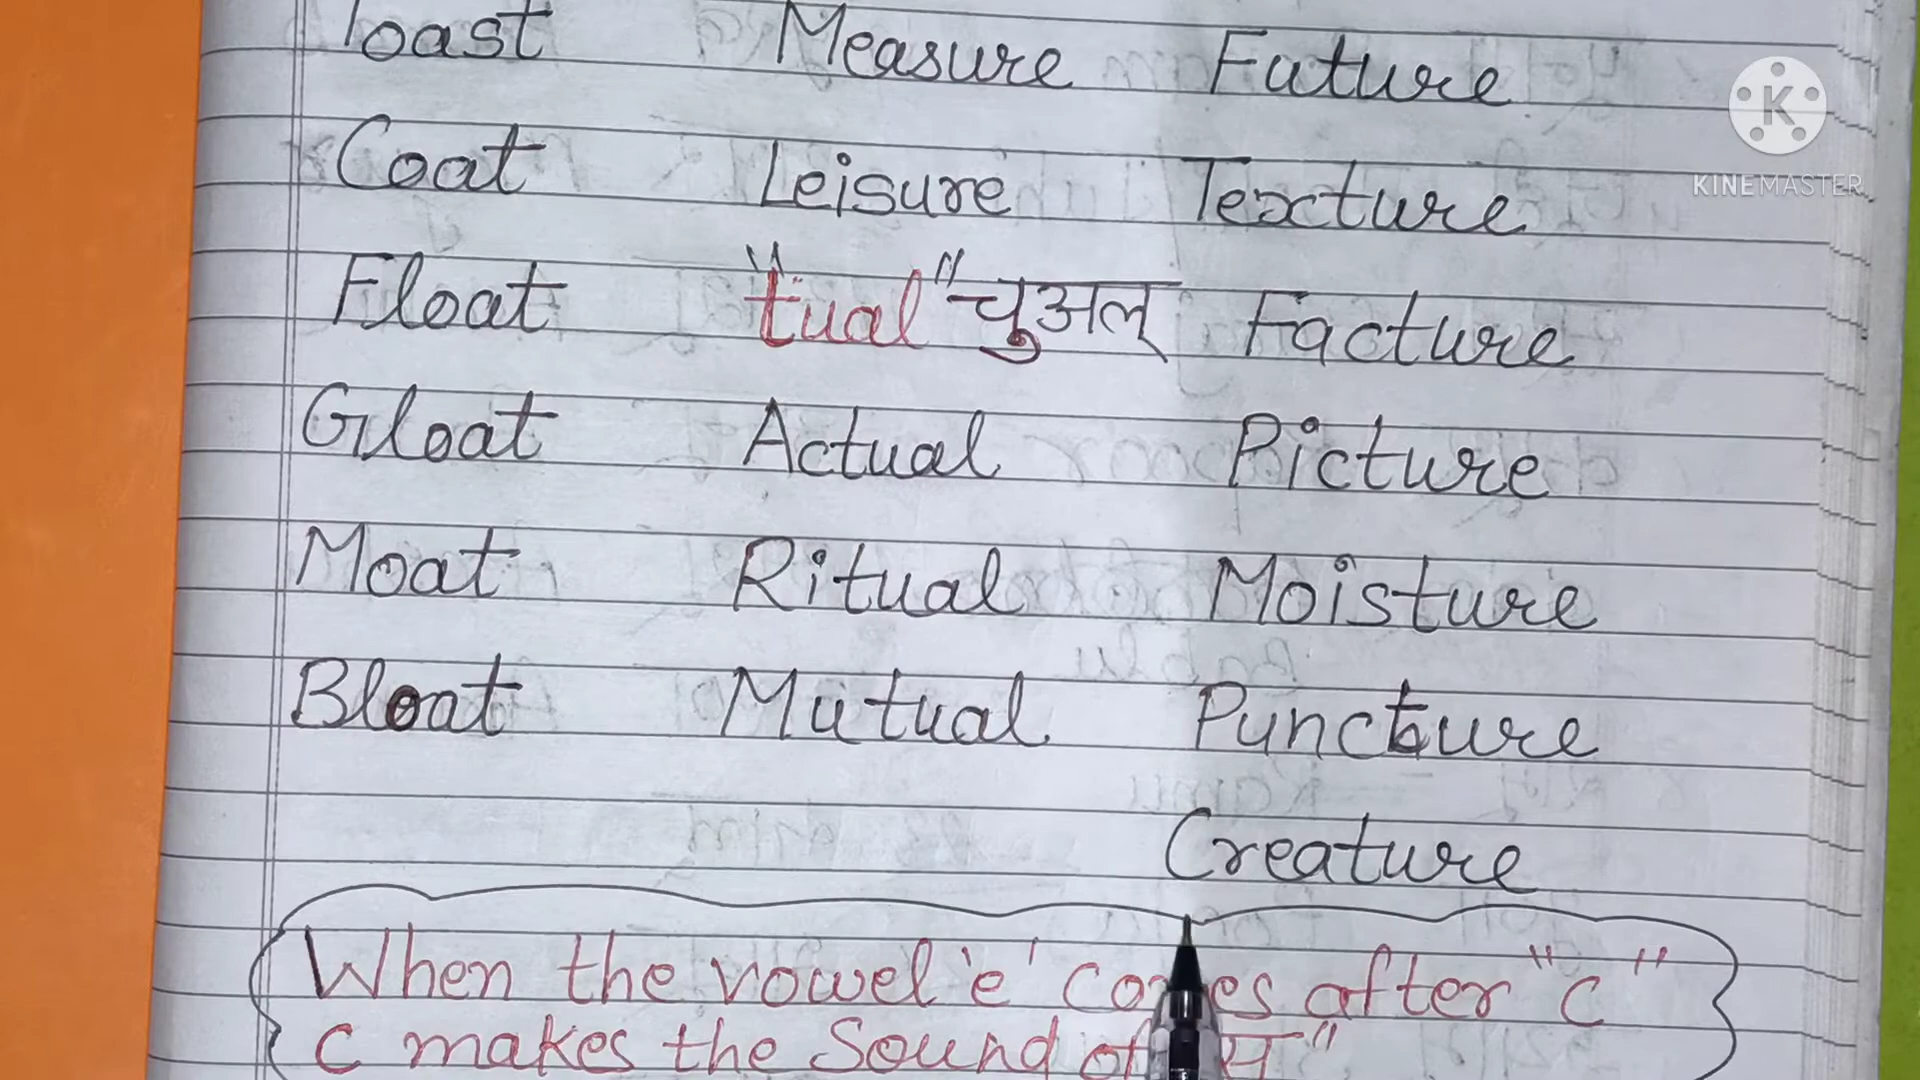 Toast Measure Future
Coat Leisure Texture
Float "tual" चुअल् Facture
Gloat Actual Picture
Moat Ritual Moisture
Bloat Mutual Puncture
Creature
When the vowel 'e' comes after "c"
c makes the Sound of "स"
KINEMASTER